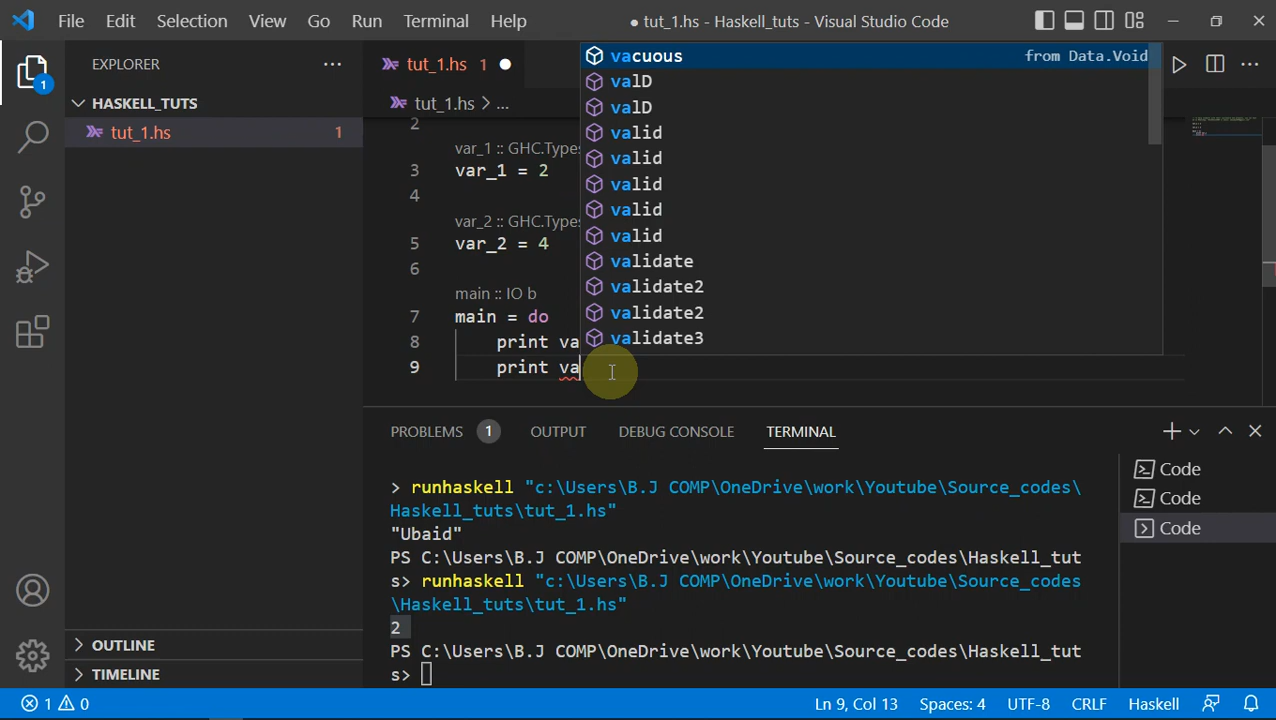 File Edit Selection View Go Run Terminal Help ● tut_1.hs - Haskell_tuts - Visual Studio Code
EXPLORER
HASKELL_TUTS
tut_1.hs 1
1
OUTLINE
TIMELINE
tut_1.hs 1
tut_1.hs > ...
2
var_1 :: GHC.Types
3 var_1 = 2
4
var_2 :: GHC.Types
5 var_2 = 4
6
main :: IO b
7 main = do
8 print va
9 print va
vacuous from Data.Void
valD
valD
valid
valid
valid
valid
valid
validate
validate2
validate2
validate3
PROBLEMS 1 OUTPUT DEBUG CONSOLE TERMINAL
> runhaskell "c:\Users\B.J COMP\OneDrive\work\Youtube\Source_codes\
Haskell_tuts\tut_1.hs"
"Ubaid"
PS C:\Users\B.J COMP\OneDrive\work\Youtube\Source_codes\Haskell_tut
s> runhaskell "c:\Users\B.J COMP\OneDrive\work\Youtube\Source_codes
\Haskell_tuts\tut_1.hs"
2
PS C:\Users\B.J COMP\OneDrive\work\Youtube\Source_codes\Haskell_tut
s>
Code
Code
Code
1 0 Ln 9, Col 13 Spaces: 4 UTF-8 CRLF Haskell